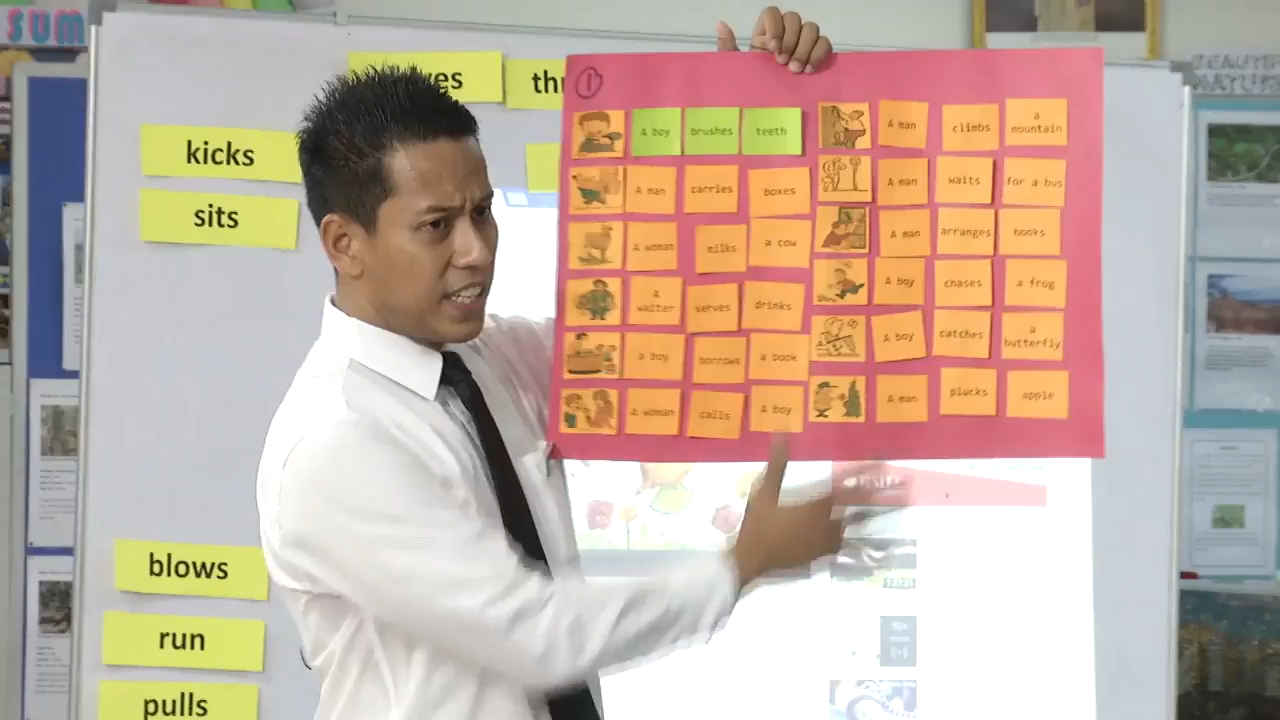 SUM
kicks
sits
blows
run
pulls
1
A boy brushes teeth
A man carries boxes
A woman milks a cow
A waiter serves drinks
a boy borrows a book
a woman calls A boy
A man climbs a mountain
A man waits for a bus
A man arranges books
A boy chases a frog
A boy catches a butterfly
A man plucks apple